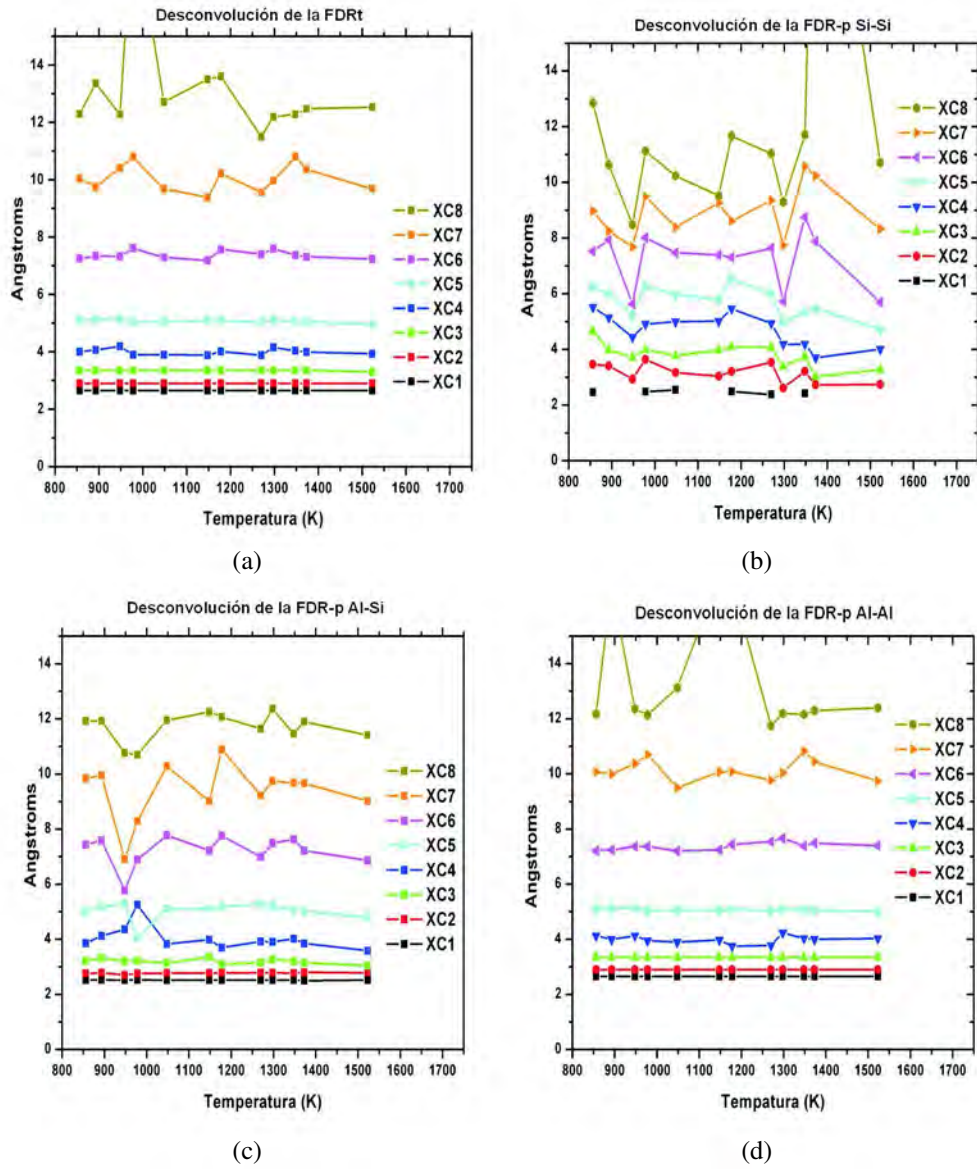 Desconvolución de la FDRt
Angstroms
14
12
10
8
6
4
2
0
XC8
XC7
XC6
XC5
XC4
XC3
XC2
XC1
800 900 1000 1100 1200 1300 1400 1500 1600 1700
Temperatura (K)
(a)
Desconvolución de la FDR-p Si-Si
Angstroms
14
12
10
8
6
4
2
0
XC8
XC7
XC6
XC5
XC4
XC3
XC2
XC1
800 900 1000 1100 1200 1300 1400 1500 1600 1700
Temperatura (K)
(b)
Desconvolución de la FDR-p Al-Si
Angstroms
14
12
10
8
6
4
2
0
XC8
XC7
XC6
XC5
XC4
XC3
XC2
XC1
800 900 1000 1100 1200 1300 1400 1500 1600 1700
Temperatura (K)
(c)
Desconvolución de la FDR-p Al-Al
Angstroms
14
12
10
8
6
4
2
0
XC8
XC7
XC6
XC5
XC4
XC3
XC2
XC1
800 900 1000 1100 1200 1300 1400 1500 1600 1700
Tempatura (K)
(d)